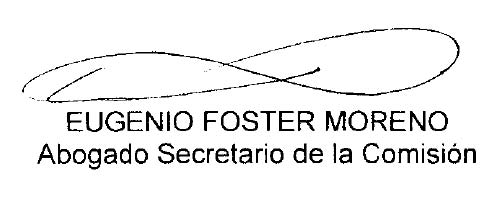 EUGENIO FOSTER MORENO
Abogado Secretario de la Comisión